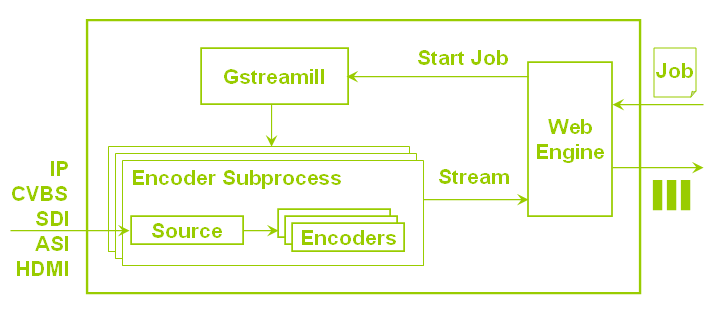 Start Job
Gstreamill
Job
Web
Engine
IP
CVBS
SDI
ASI
HDMI
Encoder Subprocess
Stream
Source
Encoders